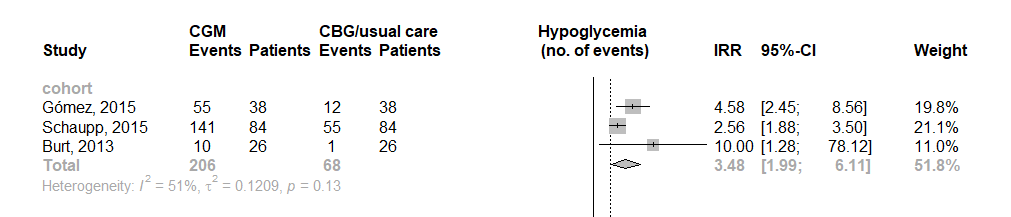 CGM CBG/usual care Hypoglycemia
Study Events Patients Events Patients (no. of events) IRR 95%-CI Weight
cohort
Gómez, 2015 55 38 12 38 4.58 [2.45; 8.56] 19.8%
Schaupp, 2015 141 84 55 84 2.56 [1.88; 3.50] 21.1%
Burt, 2013 10 26 1 26 10.00 [1.28; 78.12] 11.0%
Total 206 68 3.48 [1.99; 6.11] 51.8%
Heterogeneity: I² = 51%, τ² = 0.1209, p = 0.13